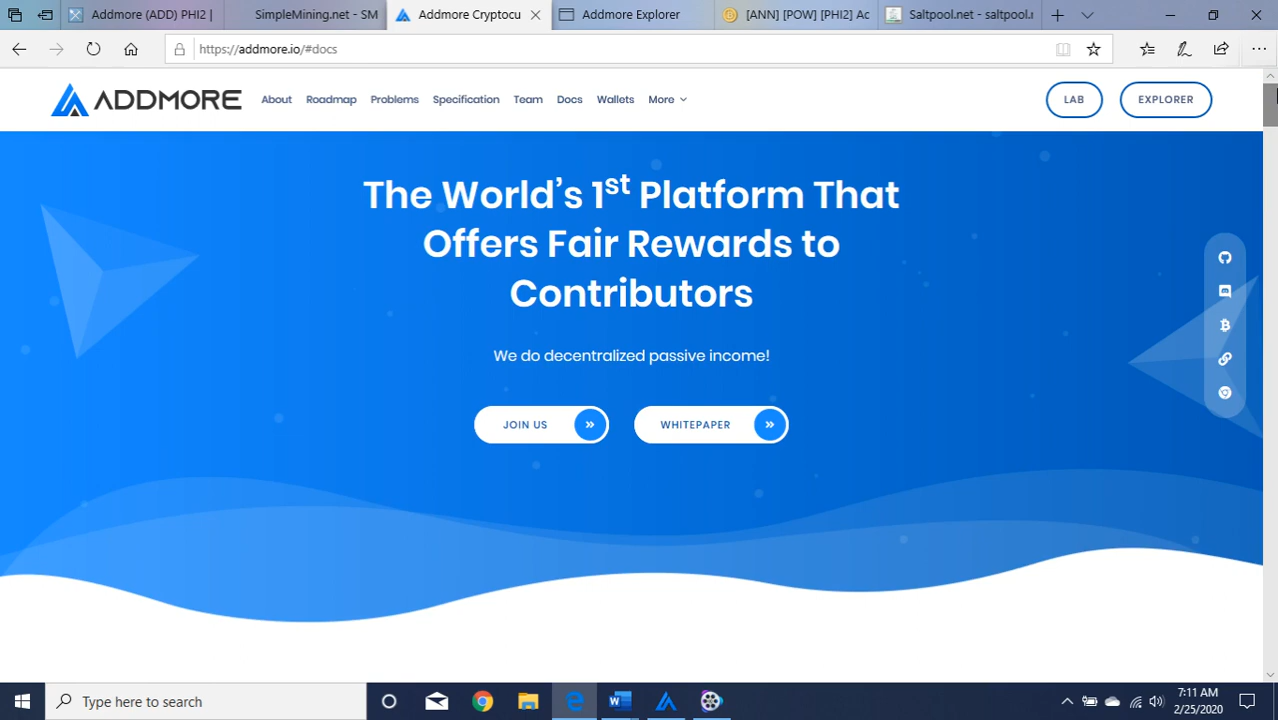 Addmore (ADD) PHI2 |
SimpleMining.net - SM
Addmore Cryptocu
Addmore Explorer
[ANN] [POW] [PHI2] Ac
Saltpool.net - saltpool.r
https://addmore.io/#docs
ADDMORE
About
Roadmap
Problems
Specification
Team
Docs
Wallets
More
LAB
EXPLORER
The World's 1st Platform That
Offers Fair Rewards to
Contributors
We do decentralized passive income!
JOIN US
WHITEPAPER
Type here to search
7:11 AM
2/25/2020